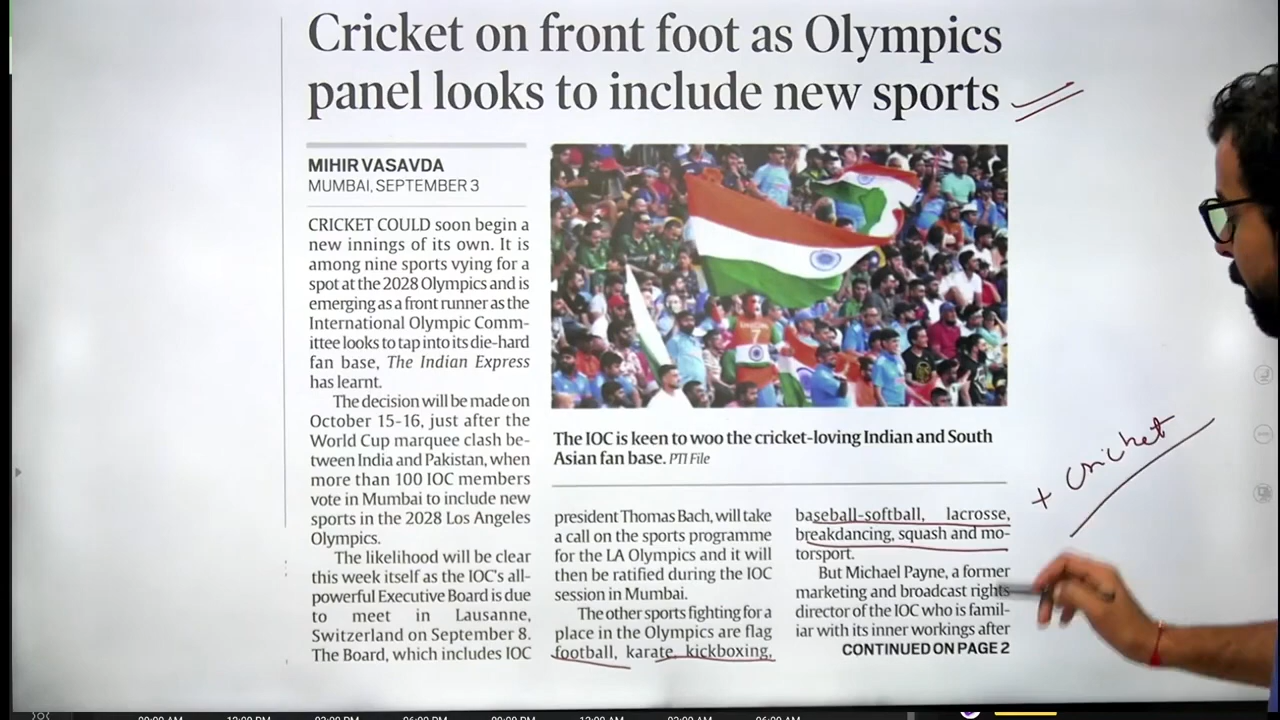 Cricket on front foot as Olympics
panel looks to include new sports
MIHIR VASAVDA
MUMBAI, SEPTEMBER 3
CRICKET COULD soon begin a
new innings of its own. It is
among nine sports vying for a
spot at the 2028 Olympics and is
emerging as a front runner as the
International Olympic Comm-
ittee looks to tap into its die-hard
fan base, The Indian Express
has learnt.
The decision will be made on
October 15-16, just after the
World Cup marquee clash be-
tween India and Pakistan, when
more than 100 IOC members
vote in Mumbai to include new
sports in the 2028 Los Angeles
Olympics.
The likelihood will be clear
this week itself as the IOC's all-
powerful Executive Board is due
to meet in Lausanne,
Switzerland on September 8.
The Board, which includes IOC
7
The IOC is keen to woo the cricket-loving Indian and South
Asian fan base. PTI File
president Thomas Bach, will take
a call on the sports programme
for the LA Olympics and it will
then be ratified during the IOC
session in Mumbai.
The other sports fighting for a
place in the Olympics are flag
football, karate, kickboxing,
baseball-softball, lacrosse,
breakdancing, squash and mo-
torsport.
But Michael Payne, a former
marketing and broadcast rights
director of the IOC who is famil-
iar with its inner workings after
CONTINUED ON PAGE 2
+ cricket